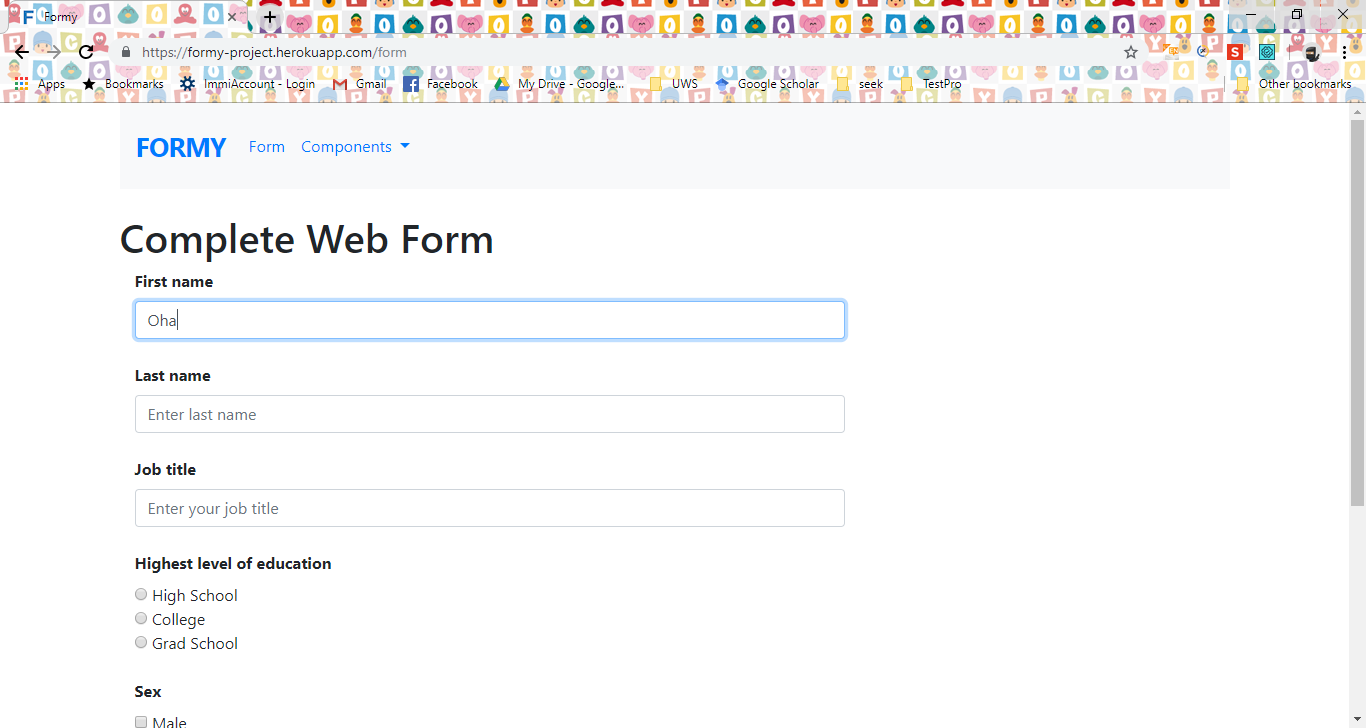 Formy
https://formy-project.herokuapp.com/form
Apps Bookmarks ImmiAccount - Login Gmail Facebook My Drive - Google... UWS Google Scholar seek TestPro Other bookmarks
FORMY Form Components
Complete Web Form
First name
Oha
Last name
Enter last name
Job title
Enter your job title
Highest level of education
High School
College
Grad School
Sex
Male